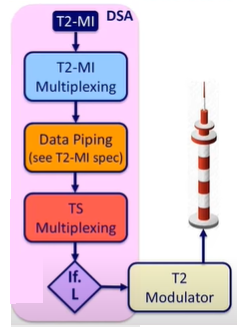 T2-MI DSA
T2-MI
Multiplexing
Data Piping
(see T2-MI spec)
TS
Multiplexing
If.
L
T2
Modulator